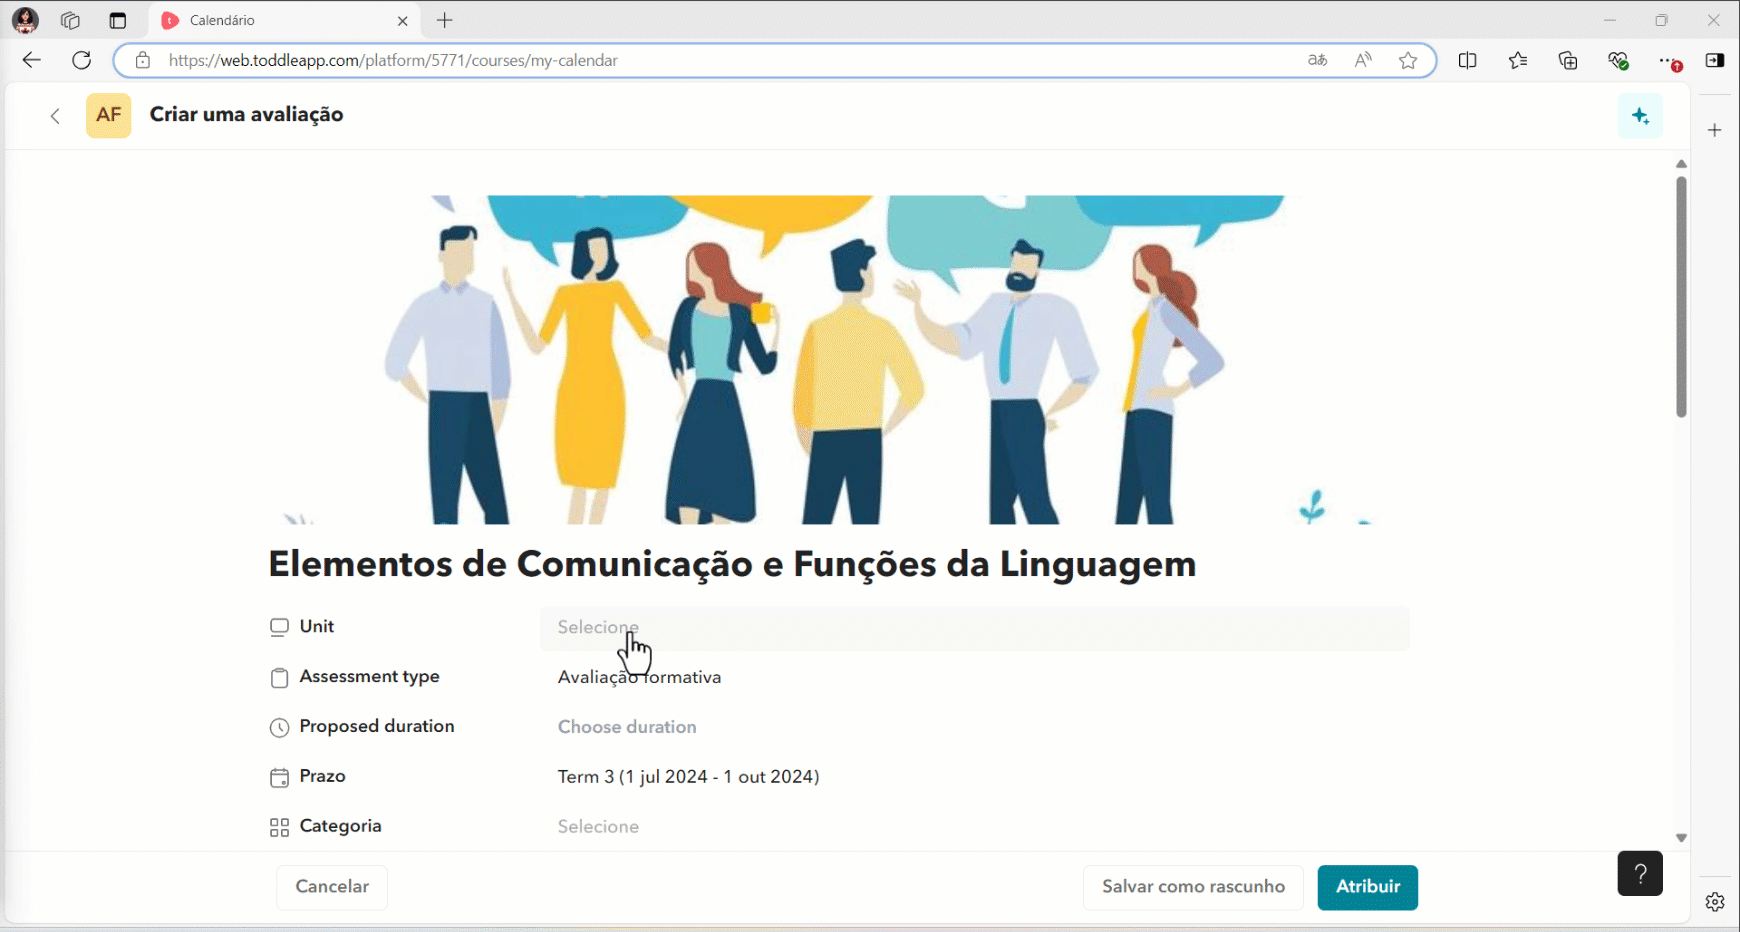 Calendário
https://web.toddleapp.com/platform/5771/courses/my-calendar
aあ
A
AF
Criar uma avaliação
Elementos de Comunicação e Funções da Linguagem
Unit
Selecione
Assessment type
Avaliação formativa
Proposed duration
Choose duration
Prazo
Term 3 (1 jul 2024 - 1 out 2024)
Categoria
Selecione
Cancelar
Salvar como rascunho
Atribuir
?